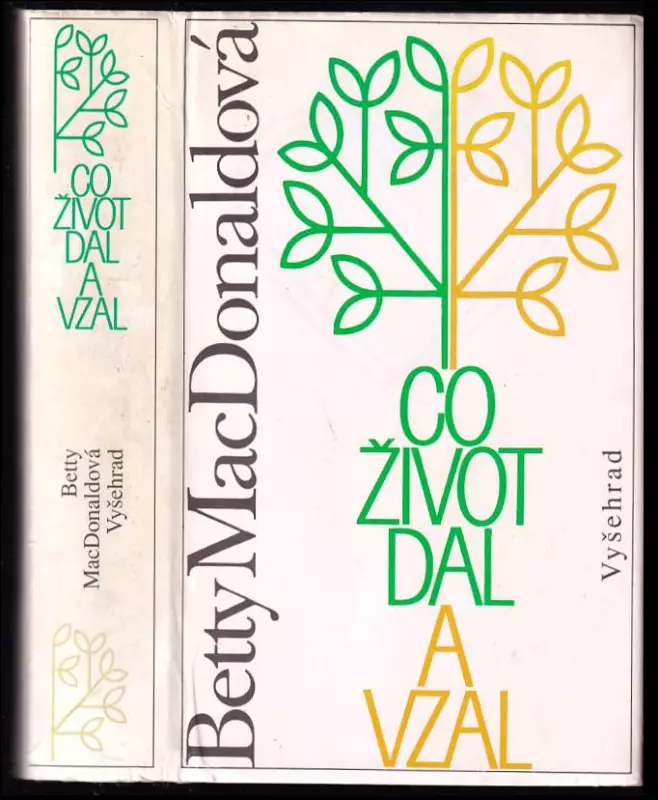 CO
ŽIVOT
DAL
A
VZAL
Betty
MacDonaldová
Vyšehrad
Betty MacDonaldová
CO
ŽIVOT
DAL
A
VZAL
Vyšehrad